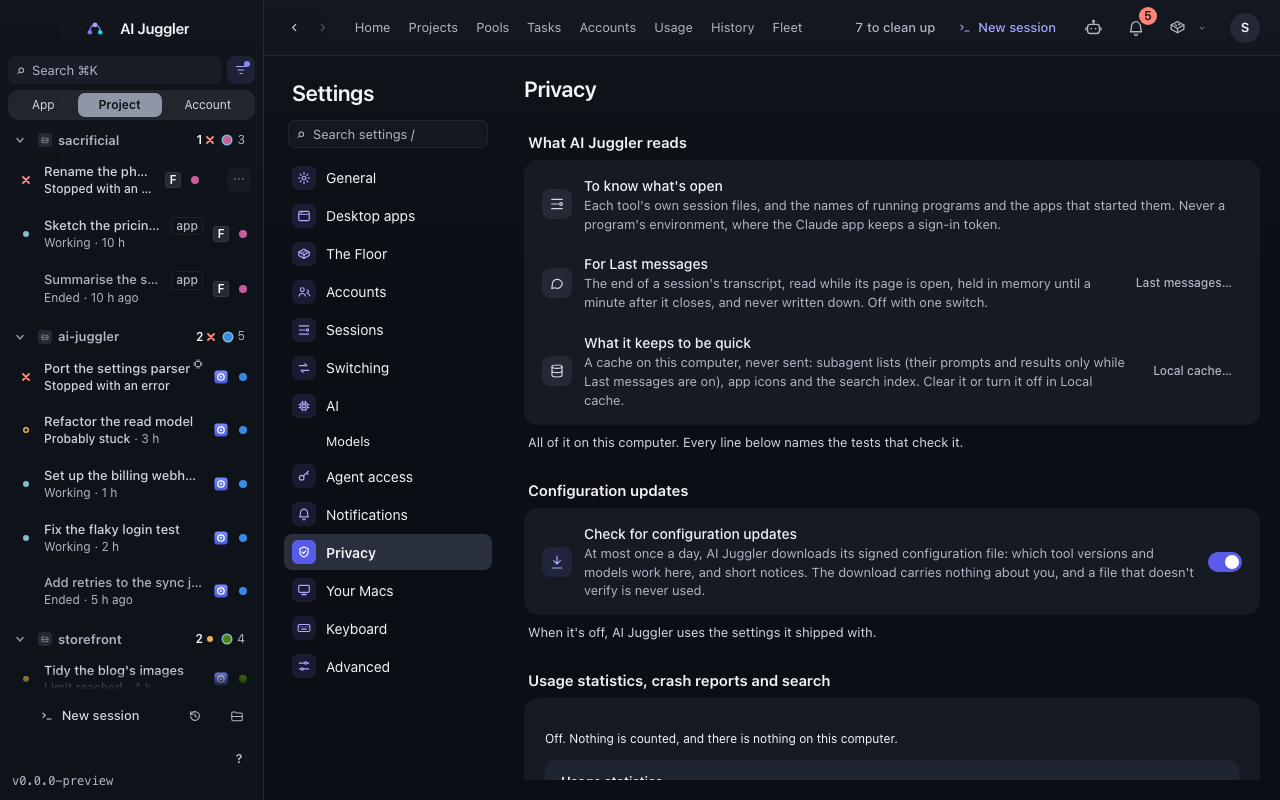 AI Juggler
Search ⌘K
App Project Account
sacrificial 1 3
Rename the ph... F
Stopped with an ...
Sketch the pricin... app F
Working · 10 h
Summarise the s... app F
Ended · 10 h ago
ai-juggler 2 5
Port the settings parser
Stopped with an error
Refactor the read model
Probably stuck · 3 h
Set up the billing webh...
Working · 1 h
Fix the flaky login test
Working · 2 h
Add retries to the sync j...
Ended · 5 h ago
storefront 2 4
Tidy the blog's images
Limit reached · 4 h
New session
?
v0.0.0-preview
Home Projects Pools Tasks Accounts Usage History Fleet 7 to clean up New session 5 S
Settings
Search settings /
General
Desktop apps
The Floor
Accounts
Sessions
Switching
AI
Models
Agent access
Notifications
Privacy
Your Macs
Keyboard
Advanced
Privacy
What AI Juggler reads
To know what's open
Each tool's own session files, and the names of running programs and the apps that started them. Never a
program's environment, where the Claude app keeps a sign-in token.
For Last messages
The end of a session's transcript, read while its page is open, held in memory until a
minute after it closes, and never written down. Off with one switch.
Last messages...
What it keeps to be quick
A cache on this computer, never sent: subagent lists (their prompts and results only while
Last messages are on), app icons and the search index. Clear it or turn it off in Local
cache.
Local cache...
All of it on this computer. Every line below names the tests that check it.
Configuration updates
Check for configuration updates
At most once a day, AI Juggler downloads its signed configuration file: which tool versions and
models work here, and short notices. The download carries nothing about you, and a file that doesn't
verify is never used.
When it's off, AI Juggler uses the settings it shipped with.
Usage statistics, crash reports and search
Off. Nothing is counted, and there is nothing on this computer.
Usage statistics